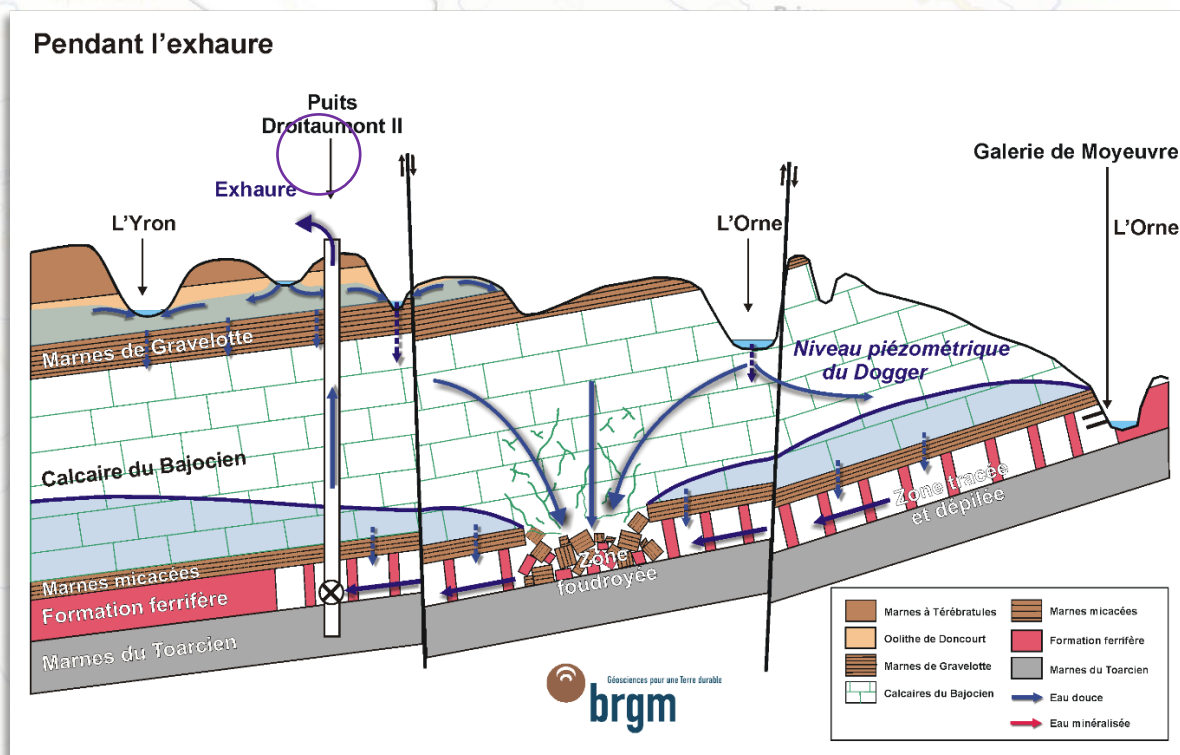 Pendant l'exhaure
Puits
Droitaumont II
Exhaure
L'Yron
L'Orne
Galerie de Moyeuvre
L'Orne
Marnes de Gravelotte
Niveau piézométrique
du Dogger
Calcaire du Bajocien
Zone tracée
et dépilée
Marnes micacées
Zone
foudroyée
Formation ferrifère
Marnes du Toarcien
Marnes à Térébratules
Oolithe de Doncourt
Marnes de Gravelotte
Calcaires du Bajocien
Marnes micacées
Formation ferrifère
Marnes du Toarcien
Eau douce
Eau minéralisée
Géosciences pour une Terre durable
brgm